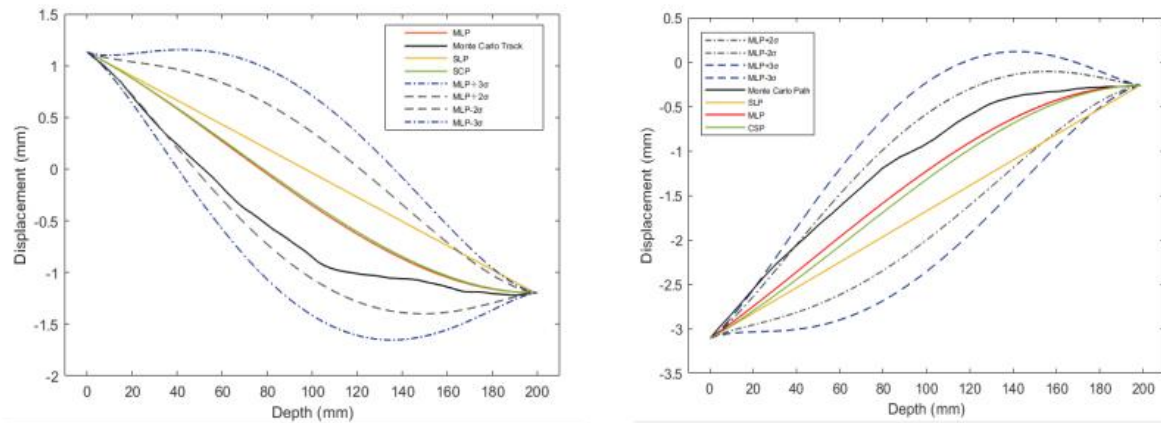 1.5
1
0.5
0
-0.5
-1
-1.5
-2
Displacement (mm)
0 20 40 60 80 100 120 140 160 180 200
Depth (mm)
MLP
Monte Carlo Track
SLP
SCP
MLP+3σ
MLP+2σ
MLP-2σ
MLP-3σ
0.5
0
-0.5
-1
-1.5
-2
-2.5
-3
-3.5
Displacement (mm)
0 20 40 60 80 100 120 140 160 180 200
Depth (mm)
MLP+2σ
MLP-2σ
MLP+3σ
MLP-3σ
Monte Carlo Path
SLP
MLP
CSP